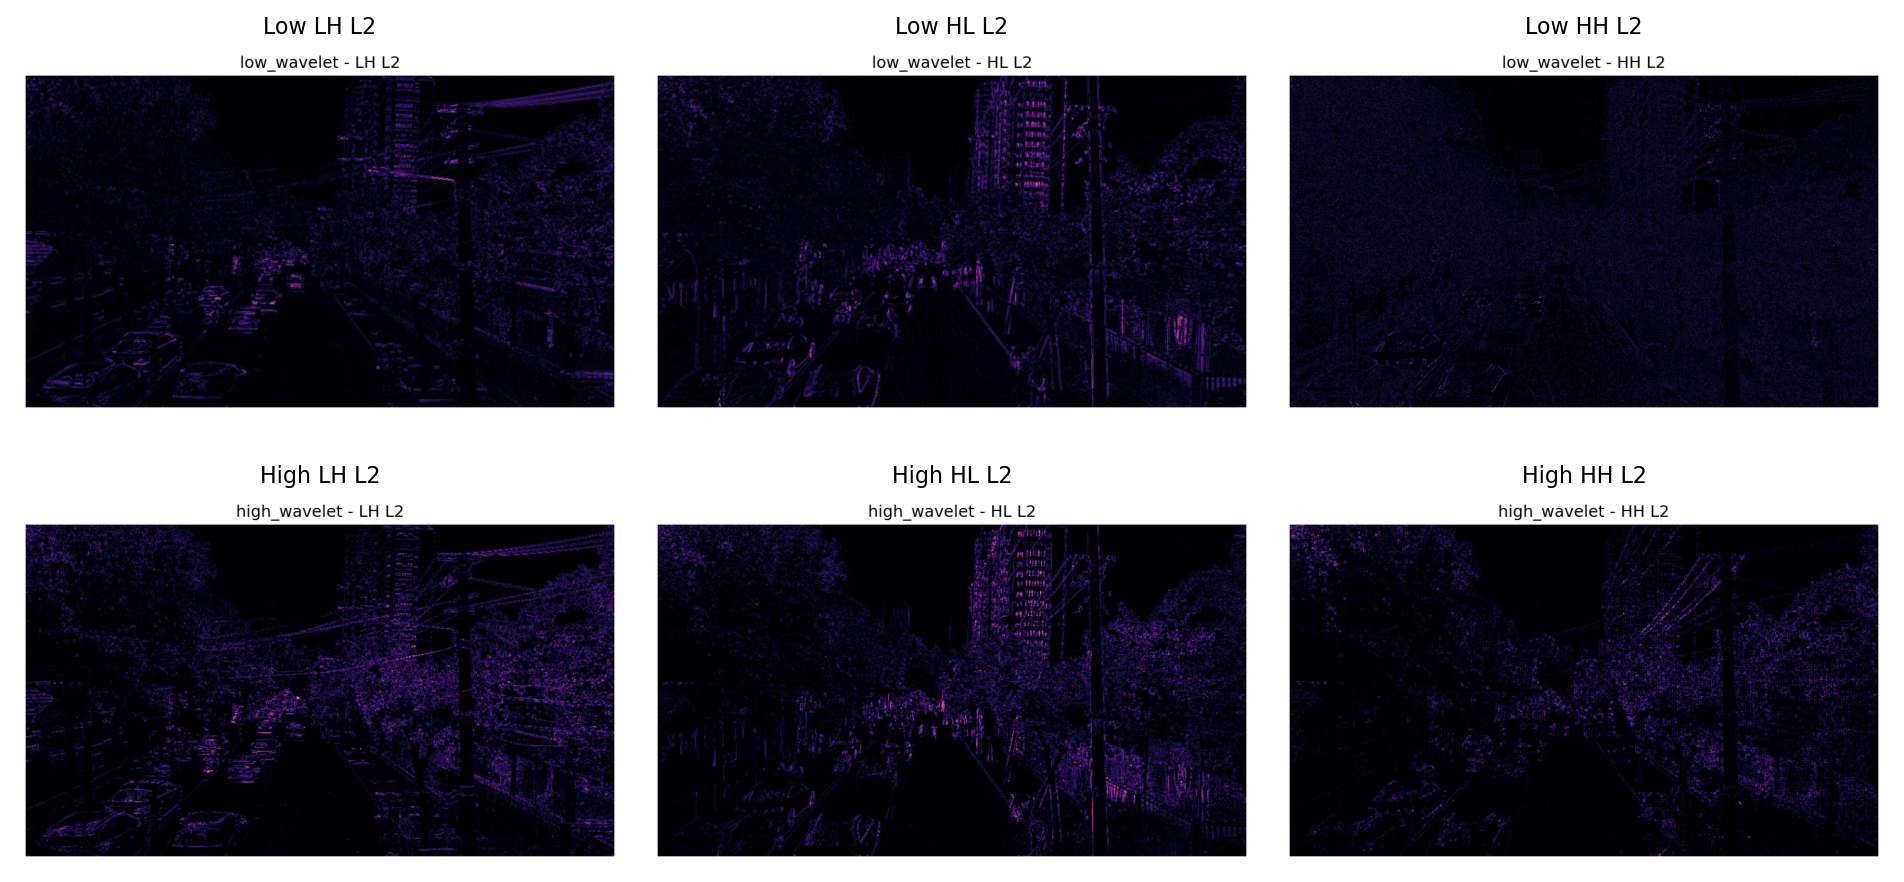 Low LH L2
Low HL L2
Low HH L2
low_wavelet - LH L2
low_wavelet - HL L2
low_wavelet - HH L2
High LH L2
High HL L2
High HH L2
high_wavelet - LH L2
high_wavelet - HL L2
high_wavelet - HH L2